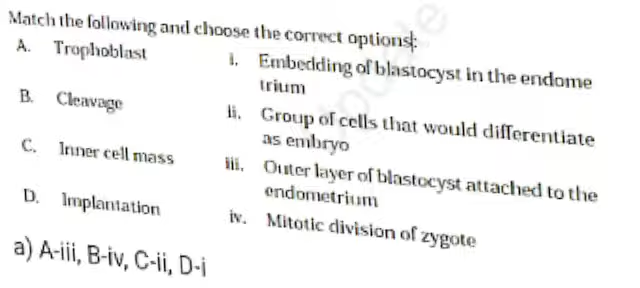 Match the following and choose the correct options:
A. Trophoblast
i. Embedding of blastocyst in the endome
trium
B. Cleavage
ii. Group of cells that would differentiate
as embryo
C. Inner cell mass
iii. Outer layer of blastocyst attached to the
endometrium
D. Implantation
iv. Mitotic division of zygote
a) A-iii, B-iv, C-ii, D-i